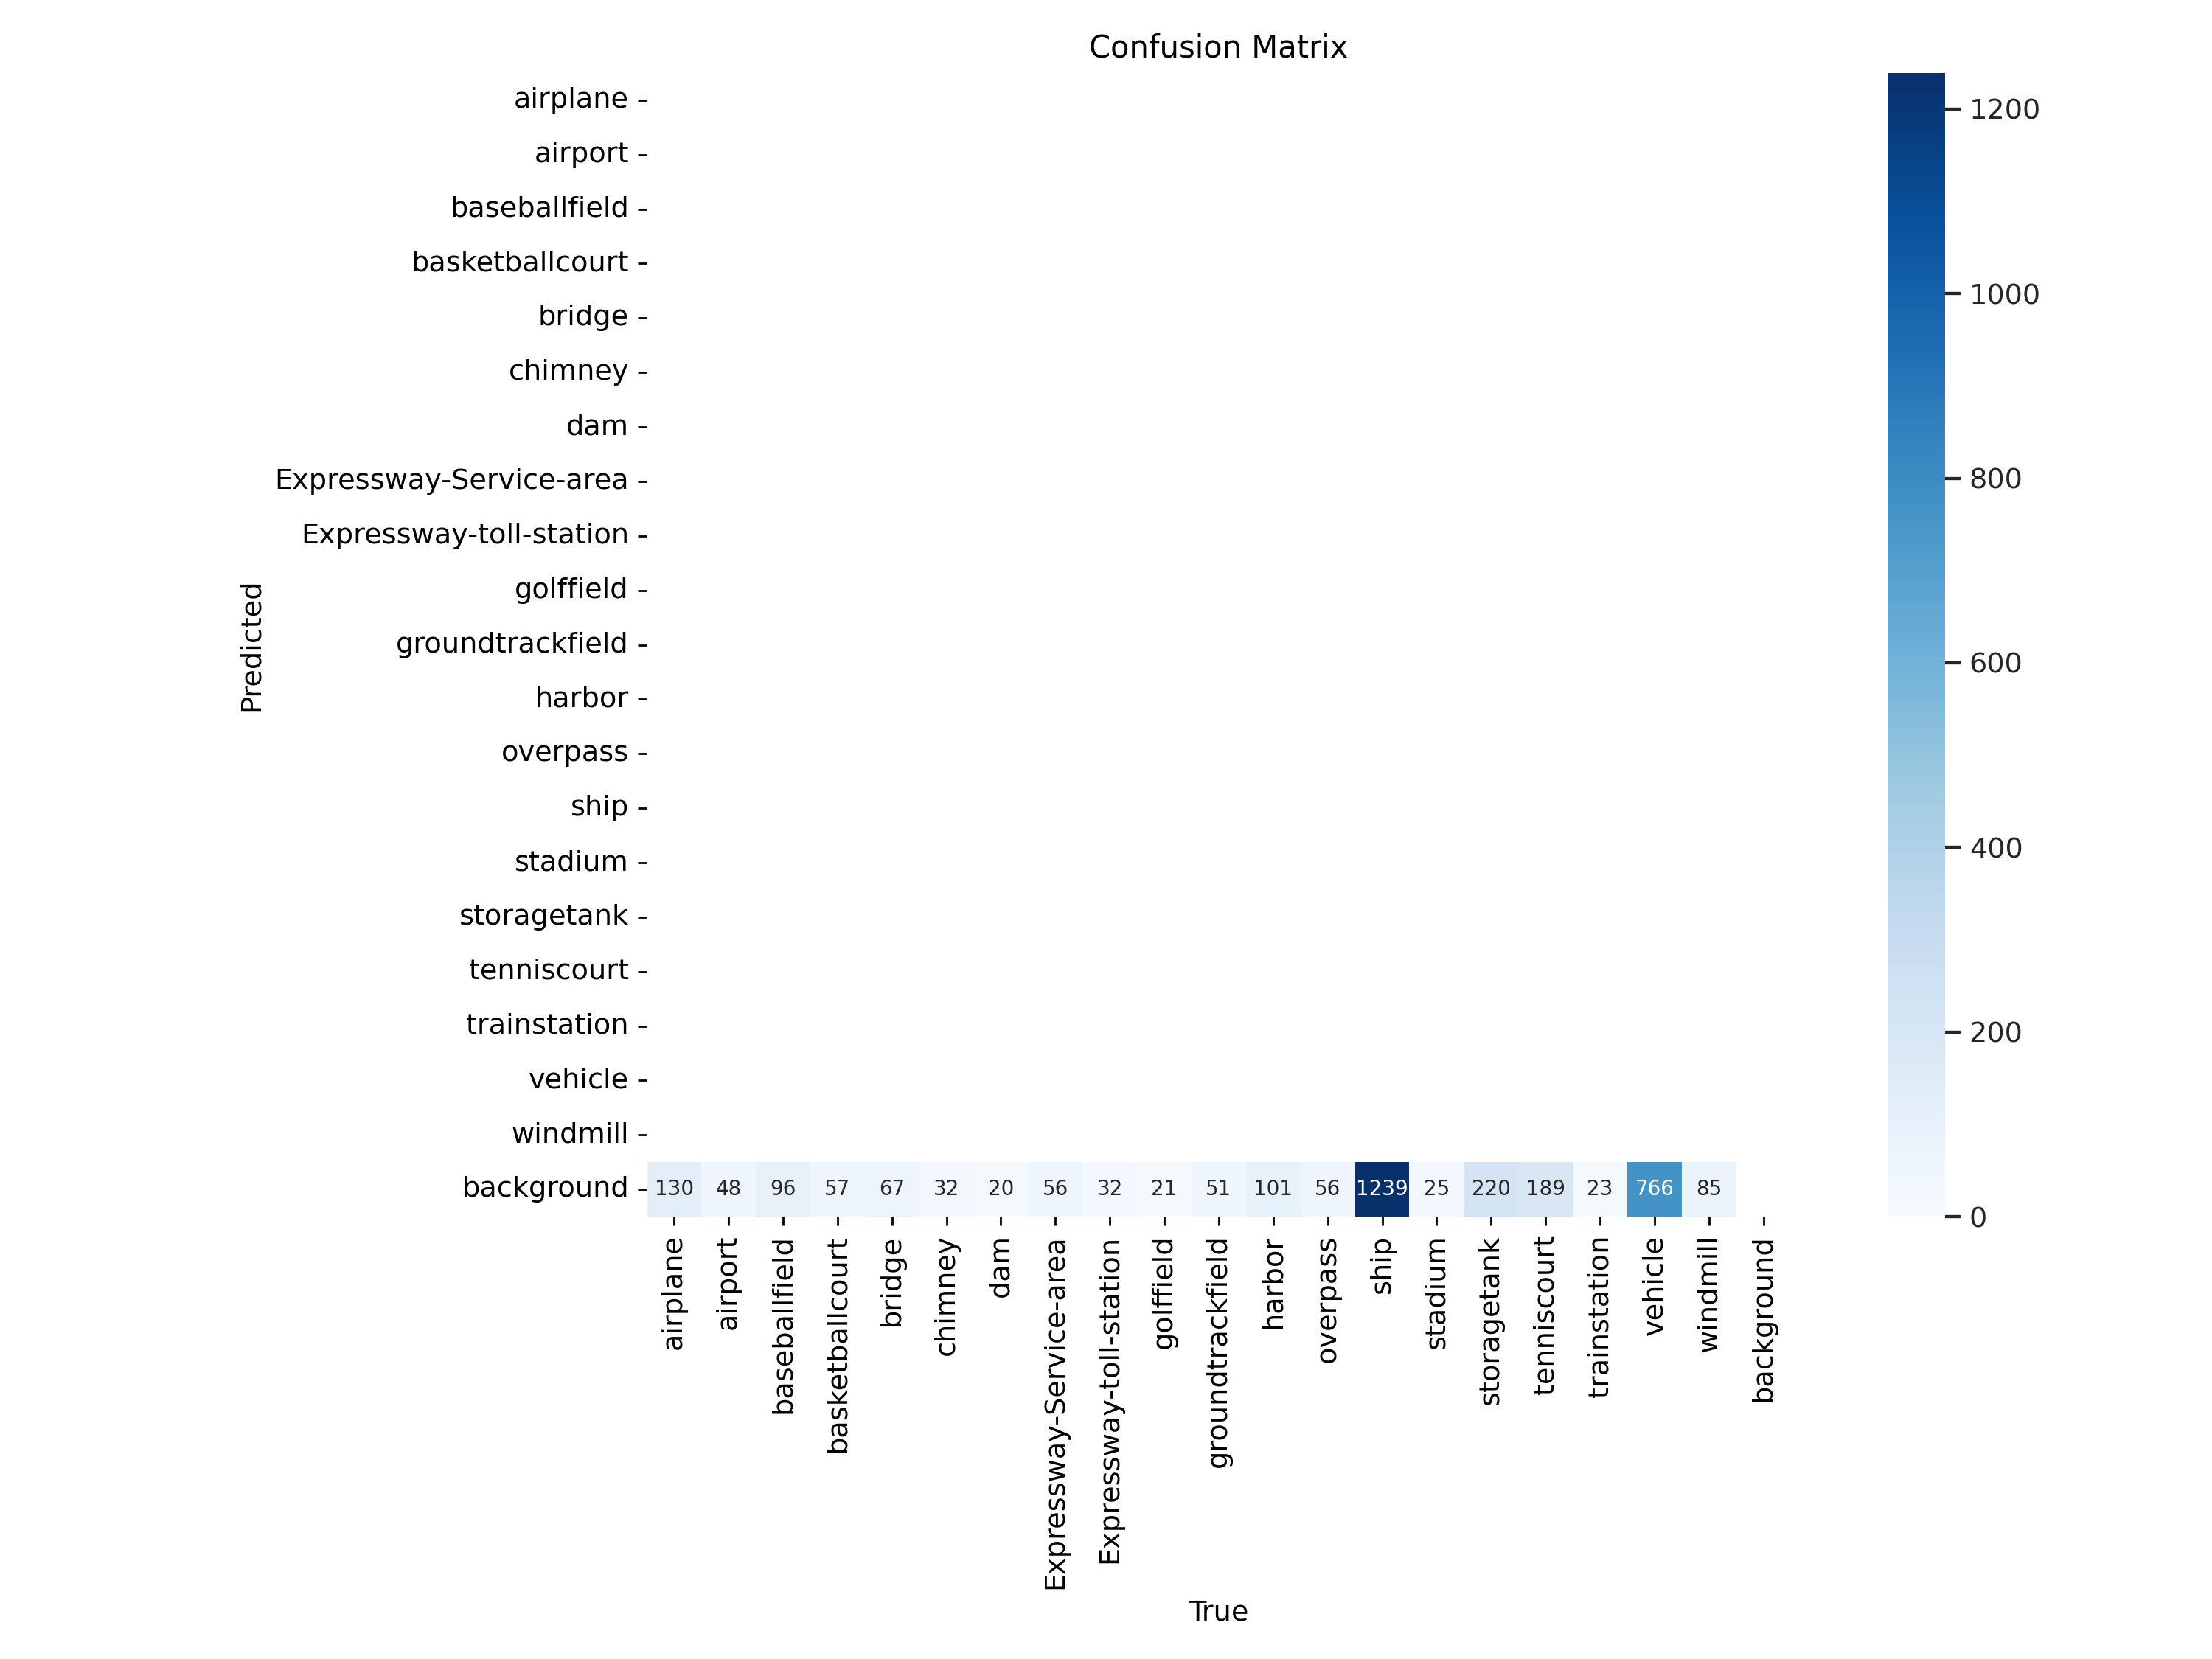 Confusion Matrix
airplane
airport
baseballfield
basketballcourt
bridge
chimney
dam
Expressway-Service-area
Expressway-toll-station
golffield
groundtrackfield
harbor
overpass
ship
stadium
storagetank
tenniscourt
trainstation
vehicle
windmill
background
Predicted
130 48 96 57 67 32 20 56 32 21 51 101 56 1239 25 220 189 23 766 85
airplane
airport
baseballfield
basketballcourt
bridge
chimney
dam
Expressway-Service-area
Expressway-toll-station
golffield
groundtrackfield
harbor
overpass
ship
stadium
storagetank
tenniscourt
trainstation
vehicle
windmill
background
True
1200
1000
800
600
400
200
0